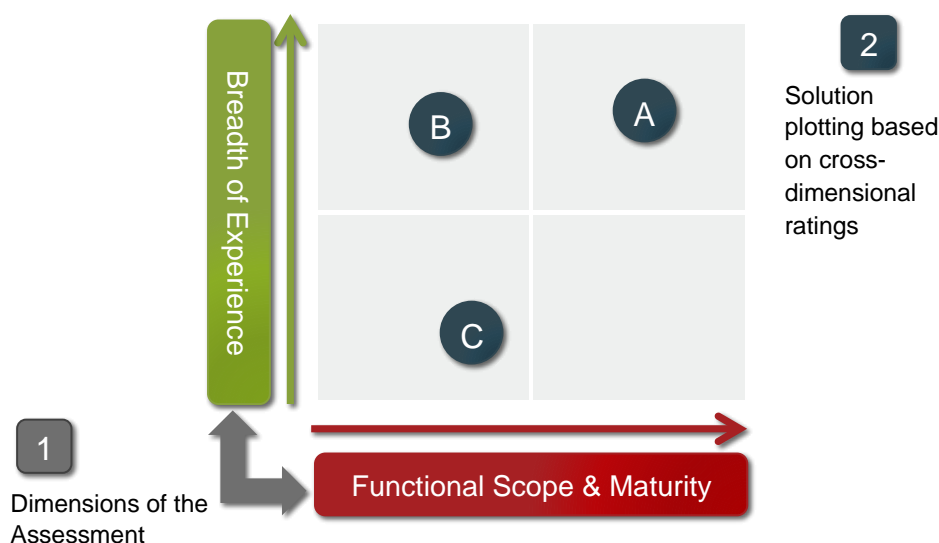 Breadth of Experience
B
A
C
2
Solution
plotting based
on cross-
dimensional
ratings
1
Dimensions of the
Assessment
Functional Scope & Maturity